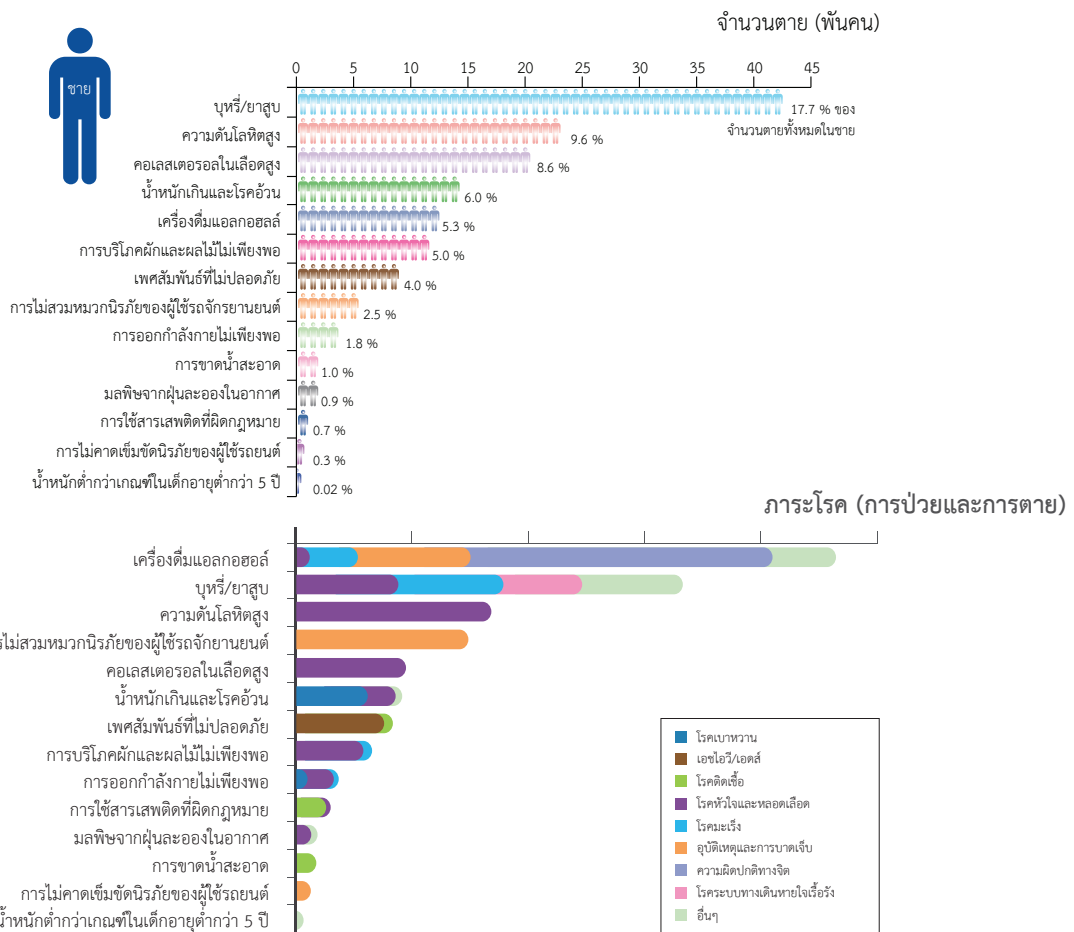 จำนวนตาย (พันคน)
ชาย
0 5 10 15 20 25 30 35 40 45
บุหรี่/ยาสูบ 17.7 % ของ
จำนวนตายทั้งหมดในชาย
ความดันโลหิตสูง 9.6 %
คอเลสเตอรอลในเลือดสูง 8.6 %
น้ำหนักเกินและโรคอ้วน 6.0 %
เครื่องดื่มแอลกอฮลล์ 5.3 %
การบริโภคผักและผลไม้ไม่เพียงพอ 5.0 %
เพศสัมพันธ์ที่ไม่ปลอดภัย 4.0 %
การไม่สวมหมวกนิรภัยของผู้ใช้รถจักรยานยนต์ 2.5 %
การออกกำลังกายไม่เพียงพอ 1.8 %
การขาดน้ำสะอาด 1.0 %
มลพิษจากฝุ่นละอองในอากาศ 0.9 %
การใช้สารเสพติดที่ผิดกฎหมาย 0.7 %
การไม่คาดเข็มขัดนิรภัยของผู้ใช้รถยนต์ 0.3 %
น้ำหนักต่ำกว่าเกณฑ์ในเด็กอายุต่ำกว่า 5 ปี 0.02 %
ภาระโรค (การป่วยและการตาย)
เครื่องดื่มแอลกอฮอล์
บุหรี่/ยาสูบ
ความดันโลหิตสูง
รไม่สวมหมวกนิรภัยของผู้ใช้รถจักยานยนต์
คอเลสเตอรอลในเลือดสูง
น้ำหนักเกินและโรคอ้วน
เพศสัมพันธ์ที่ไม่ปลอดภัย
การบริโภคผักและผลไม้ไม่เพียงพอ
การออกกำลังกายไม่เพียงพอ
การใช้สารเสพติดที่ผิดกฎหมาย
มลพิษจากฝุ่นละอองในอากาศ
การขาดน้ำสะอาด
การไม่คาดเข็มขัดนิรภัยของผู้ใช้รถยนต์
น้ำหนักต่ำกว่าเกณฑ์ในเด็กอายุต่ำกว่า 5 ปี
โรคเบาหวาน
เอชไอวี/เอดส์
โรคติดเชื้อ
โรคหัวใจและหลอดเลือด
โรคมะเร็ง
อุบัติเหตุและการบาดเจ็บ
ความผิดปกติทางจิต
โรคระบบทางเดินหายใจเรื้อรัง
อื่นๆ